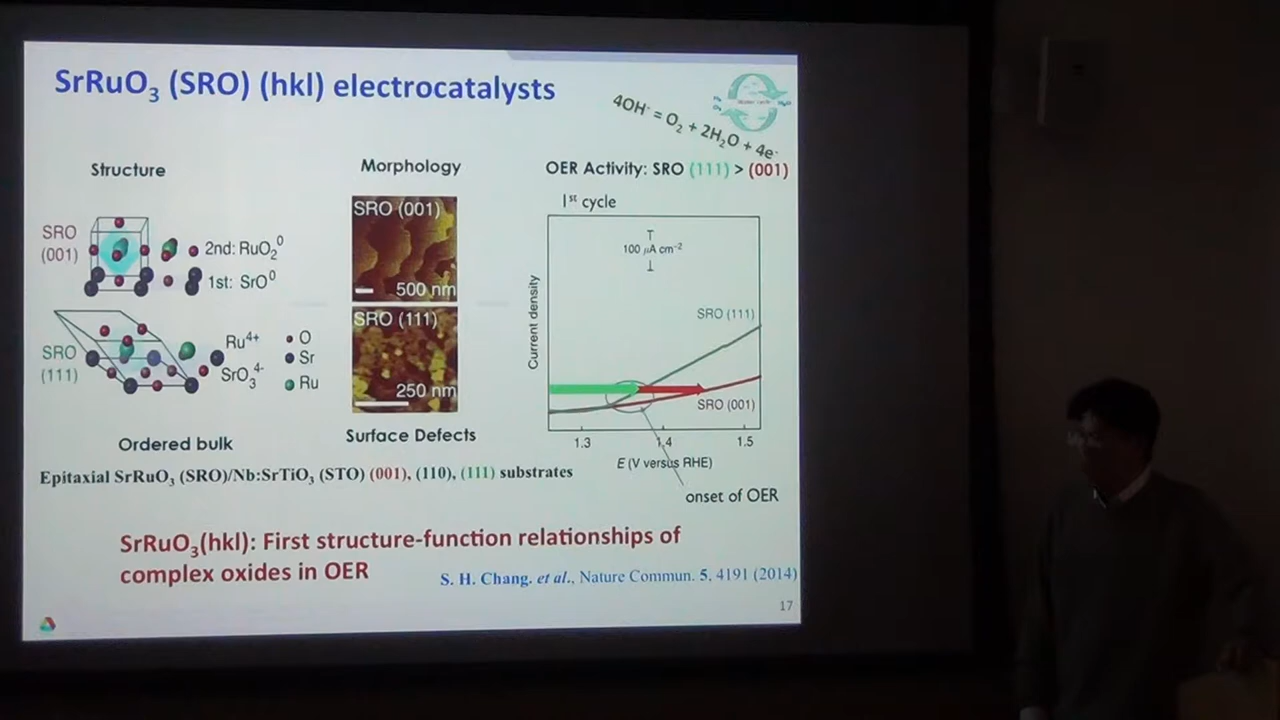 SrRuO₃ (SRO) (hkl) electrocatalysts
4OH⁻ = O₂ + 2H₂O + 4e⁻
Structure
SRO
(001)
2nd: RuO₂⁰
1st: SrO⁰
SRO
(111)
Ru⁴⁺
SrO₃⁴⁻
O
Sr
Ru
Ordered bulk
Morphology
SRO (001)
500 nm
SRO (111)
250 nm
Surface Defects
OER Activity: SRO (111) > (001)
1ˢᵗ cycle
100 μA cm⁻²
Current density
SRO (111)
SRO (001)
1.3 1.4 1.5
E (V versus RHE)
onset of OER
Epitaxial SrRuO₃ (SRO)/Nb:SrTiO₃ (STO) (001), (110), (111) substrates
SrRuO₃(hkl): First structure-function relationships of
complex oxides in OER
S. H. Chang. et al., Nature Commun. 5, 4191 (2014)
17